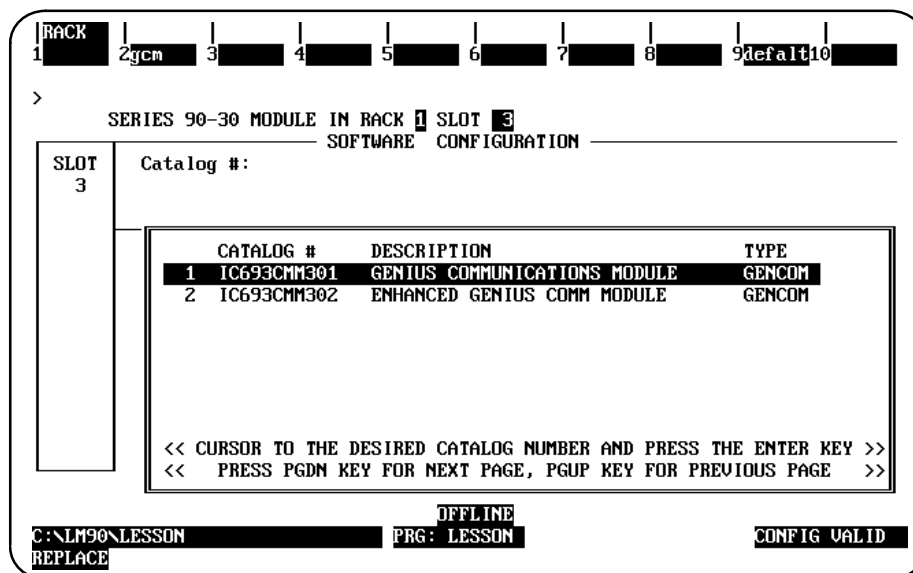 RACK
1 2gcm 3 4 5 6 7 8 9defalt10
>
SERIES 90-30 MODULE IN RACK 1 SLOT 3
SOFTWARE CONFIGURATION
SLOT Catalog #:
3
CATALOG # DESCRIPTION TYPE
1 IC693CMM301 GENIUS COMMUNICATIONS MODULE GENCOM
2 IC693CMM302 ENHANCED GENIUS COMM MODULE GENCOM
<< CURSOR TO THE DESIRED CATALOG NUMBER AND PRESS THE ENTER KEY >>
<< PRESS PGDN KEY FOR NEXT PAGE, PGUP KEY FOR PREVIOUS PAGE >>
OFFLINE
C:\LM90\LESSON PRG: LESSON CONFIG VALID
REPLACE